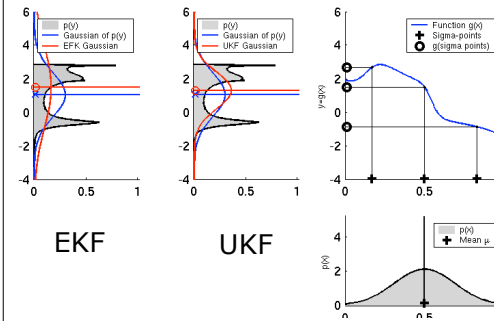 6
p(y)
Gaussian of p(y)
EFK Gaussian
4
2
0
-2
-4
0
0.5
1
EKF
6
p(y)
Gaussian of p(y)
UKF Gaussian
4
2
0
-2
-4
0
0.5
1
UKF
6
Function g(x)
Sigma-points
g(sigma points)
4
2
0
-2
-4
y=g(x)
0
0.5
p(x)
Mean μ
4
2
0
p(x)
0
0.5